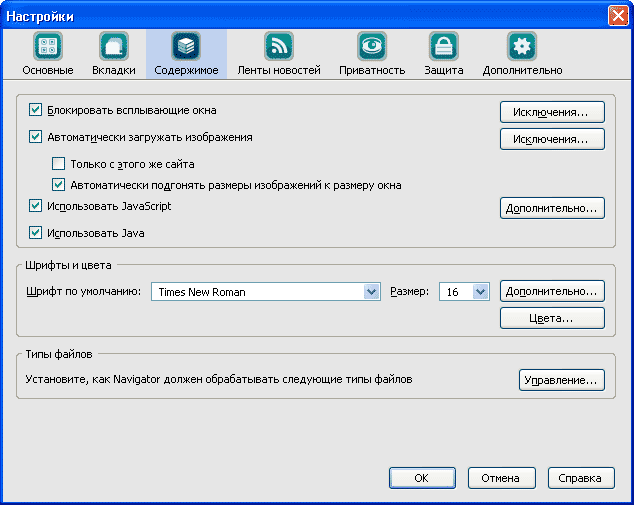 Настройки
Основные Вкладки Содержимое Ленты новостей Приватность Защита Дополнительно
Блокировать всплывающие окна Исключения...
Автоматически загружать изображения Исключения...
Только с этого же сайта
Автоматически подгонять размеры изображений к размеру окна
Использовать JavaScript Дополнительно...
Использовать Java
Шрифты и цвета
Шрифт по умолчанию: Times New Roman Размер: 16 Дополнительно...
Цвета...
Типы файлов
Установите, как Navigator должен обрабатывать следующие типы файлов Управление...
OK Отмена Справка